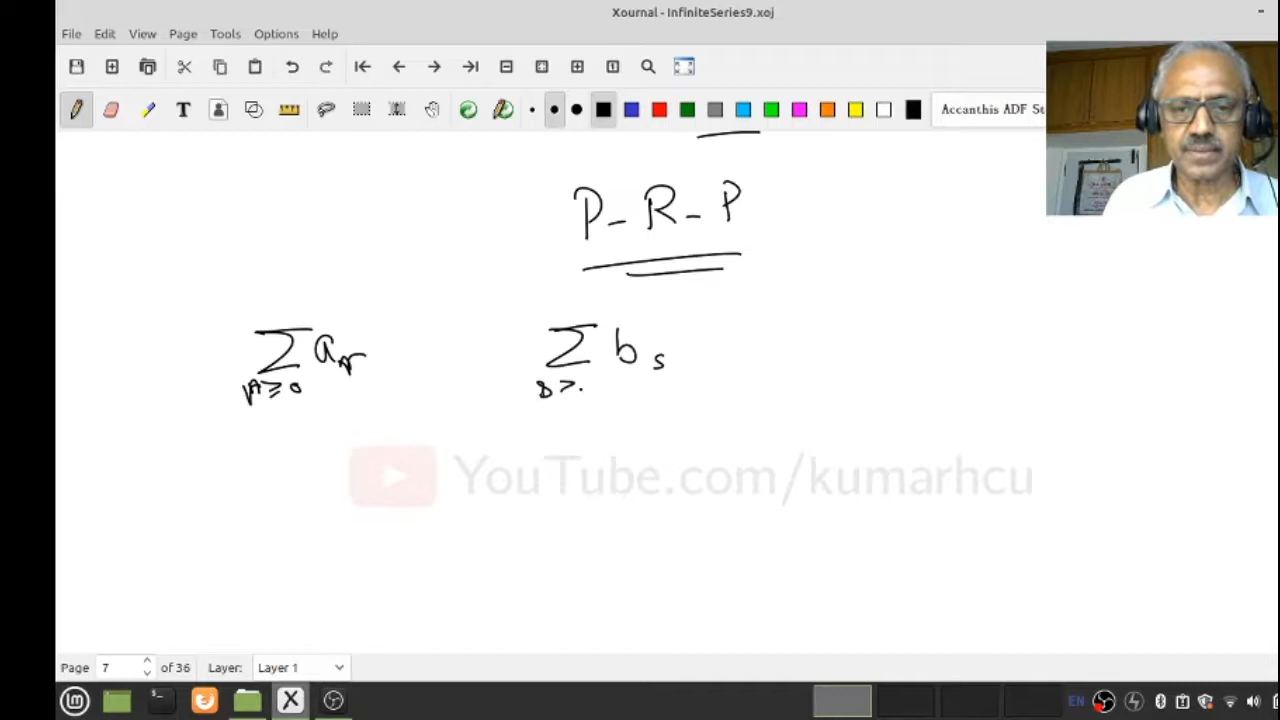 Xournal - InfiniteSeries9.xoj
File Edit View Page Tools Options Help
Accanthis ADF St
P-R-P
∑ a_r ∑ b_s
r≥0 s>.
YouTube.com/kumarhcu
Page 7 of 36 Layer: Layer 1
EN